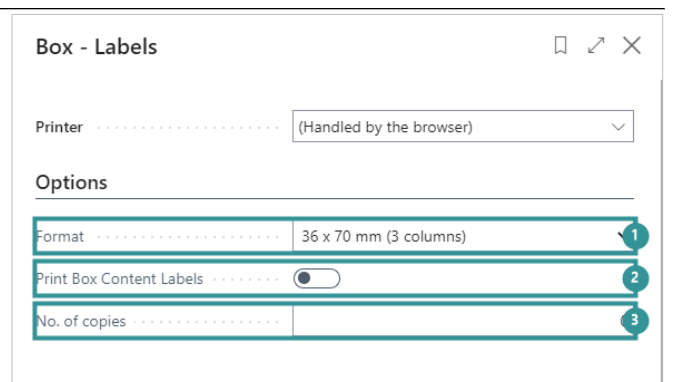 Box - Labels
Printer (Handled by the browser)
Options
Format 36 x 70 mm (3 columns) 1
Print Box Content Labels 2
No. of copies 3